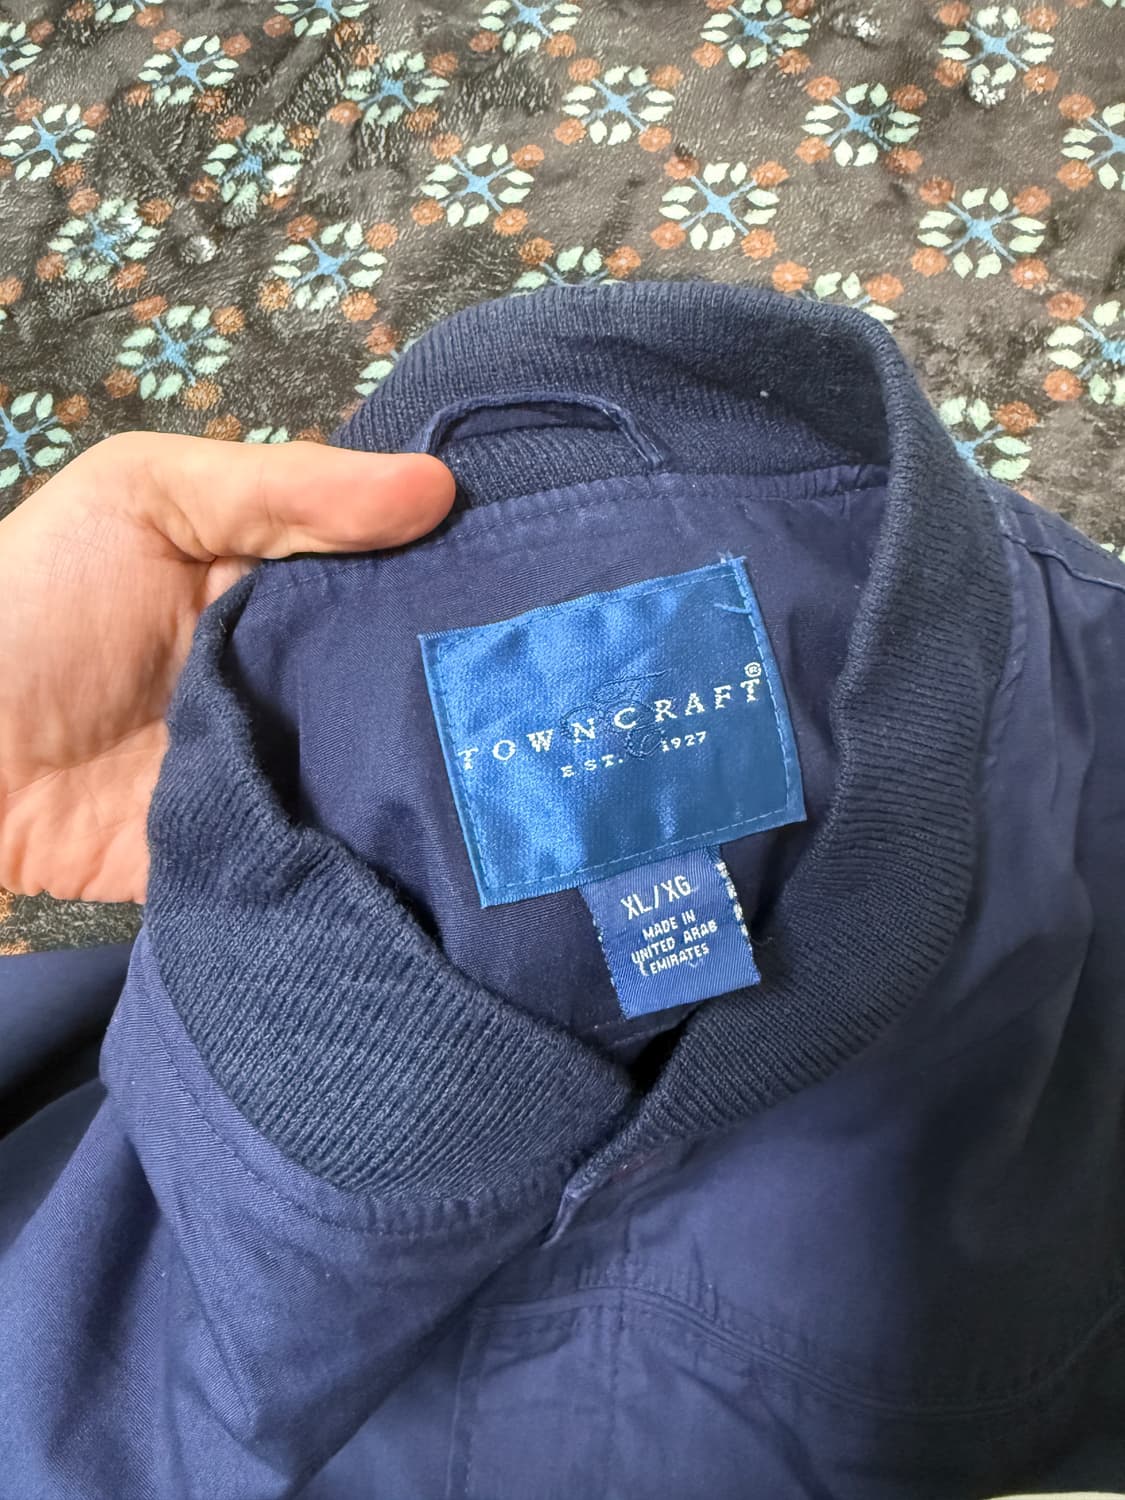 TOWNCRAFT®
EST. 1927
XL/XG
MADE IN
UNITED ARAB
EMIRATES